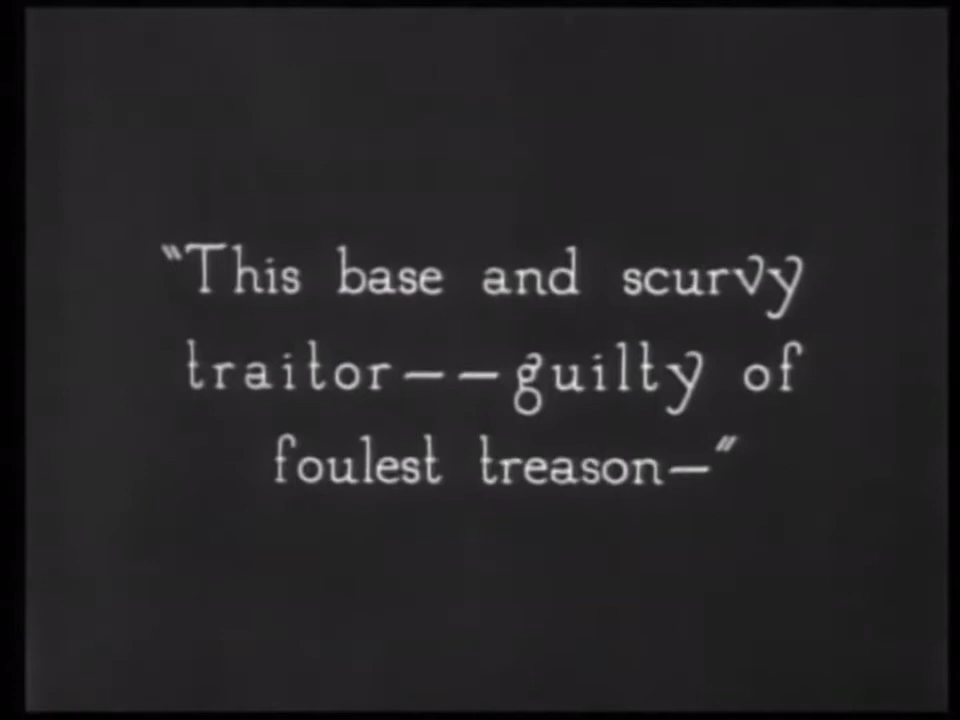 "This base and scurvy
traitor——guilty of
foulest treason—"